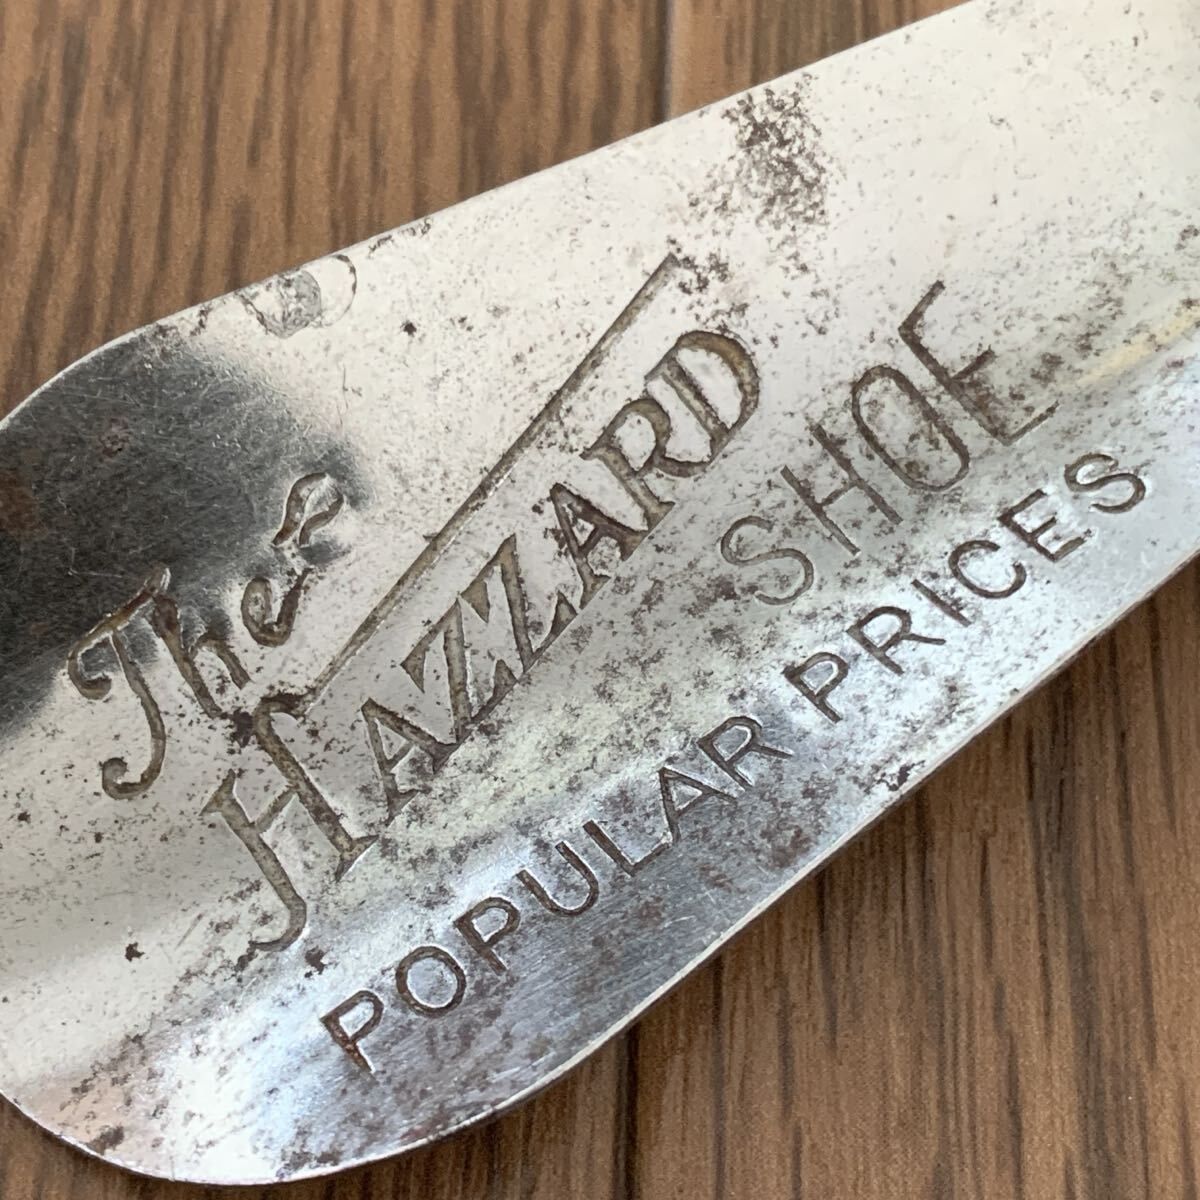 The
HAZZARD
SHOE
POPULAR PRICES